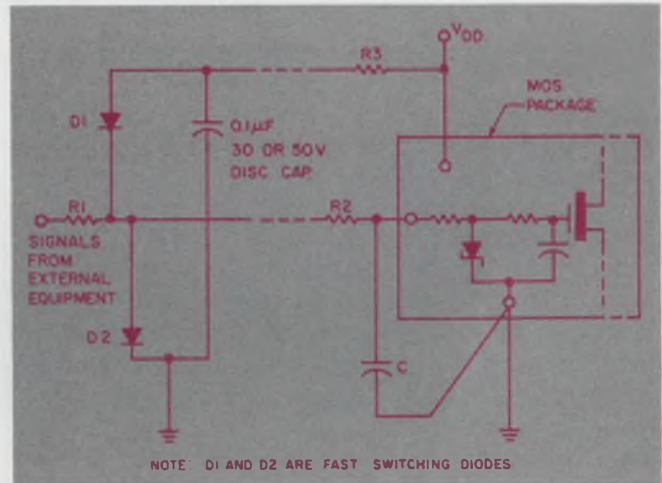 VDD
R3
MOS
PACKAGE
D1
0.1µF
30 OR 50V
DISC CAP.
R1
R2
SIGNALS
FROM
EXTERNAL
EQUIPMENT
D2
C
NOTE: D1 AND D2 ARE FAST SWITCHING DIODES